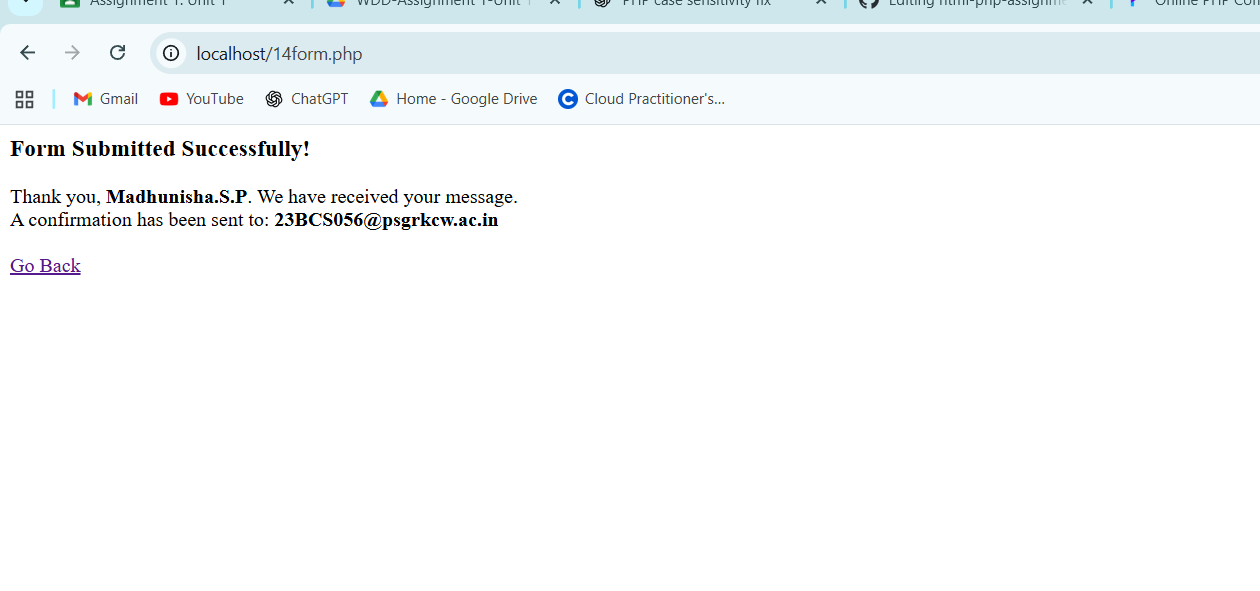 Assignment 1: Unit 1
WDD-Assignment 1-Unit
PHP case sensitivity fix
Editing html-php-assignme
Online PHP Com
localhost/14form.php
Gmail
YouTube
ChatGPT
Home - Google Drive
Cloud Practitioner's...
Form Submitted Successfully!
Thank you, Madhunisha.S.P. We have received your message.
A confirmation has been sent to: 23BCS056@psgrkcw.ac.in
Go Back